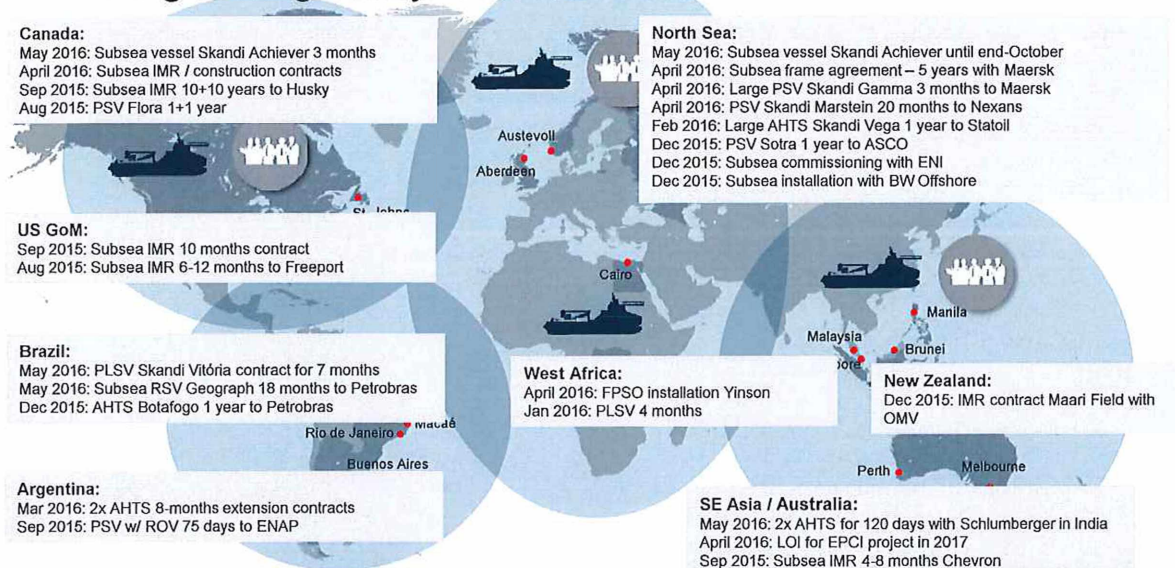 Canada:
May 2016: Subsea vessel Skandi Achiever 3 months
April 2016: Subsea IMR / construction contracts
Sep 2015: Subsea IMR 10+10 years to Husky
Aug 2015: PSV Flora 1+1 year
North Sea:
May 2016: Subsea vessel Skandi Achiever until end-October
April 2016: Subsea frame agreement – 5 years with Maersk
April 2016: Large PSV Skandi Gamma 3 months to Maersk
April 2016: PSV Skandi Marstein 20 months to Nexans
Feb 2016: Large AHTS Skandi Vega 1 year to Statoil
Dec 2015: PSV Sotra 1 year to ASCO
Dec 2015: Subsea commissioning with ENI
Dec 2015: Subsea installation with BW Offshore
Austevoll
Aberdeen
US GoM:
Sep 2015: Subsea IMR 10 months contract
Aug 2015: Subsea IMR 6-12 months to Freeport
Cairo
Manila
Malaysia
Brunei
Brazil:
May 2016: PLSV Skandi Vitória contract for 7 months
May 2016: Subsea RSV Geograph 18 months to Petrobras
Dec 2015: AHTS Botafogo 1 year to Petrobras
West Africa:
April 2016: FPSO installation Yinson
Jan 2016: PLSV 4 months
New Zealand:
Dec 2015: IMR contract Maari Field with
OMV
Macaé
Rio de Janeiro
Buenos Aires
Perth
Melbourne
Argentina:
Mar 2016: 2x AHTS 8-months extension contracts
Sep 2015: PSV w/ ROV 75 days to ENAP
SE Asia / Australia:
May 2016: 2x AHTS for 120 days with Schlumberger in India
April 2016: LOI for EPCI project in 2017
Sep 2015: Subsea IMR 4-8 months Chevron